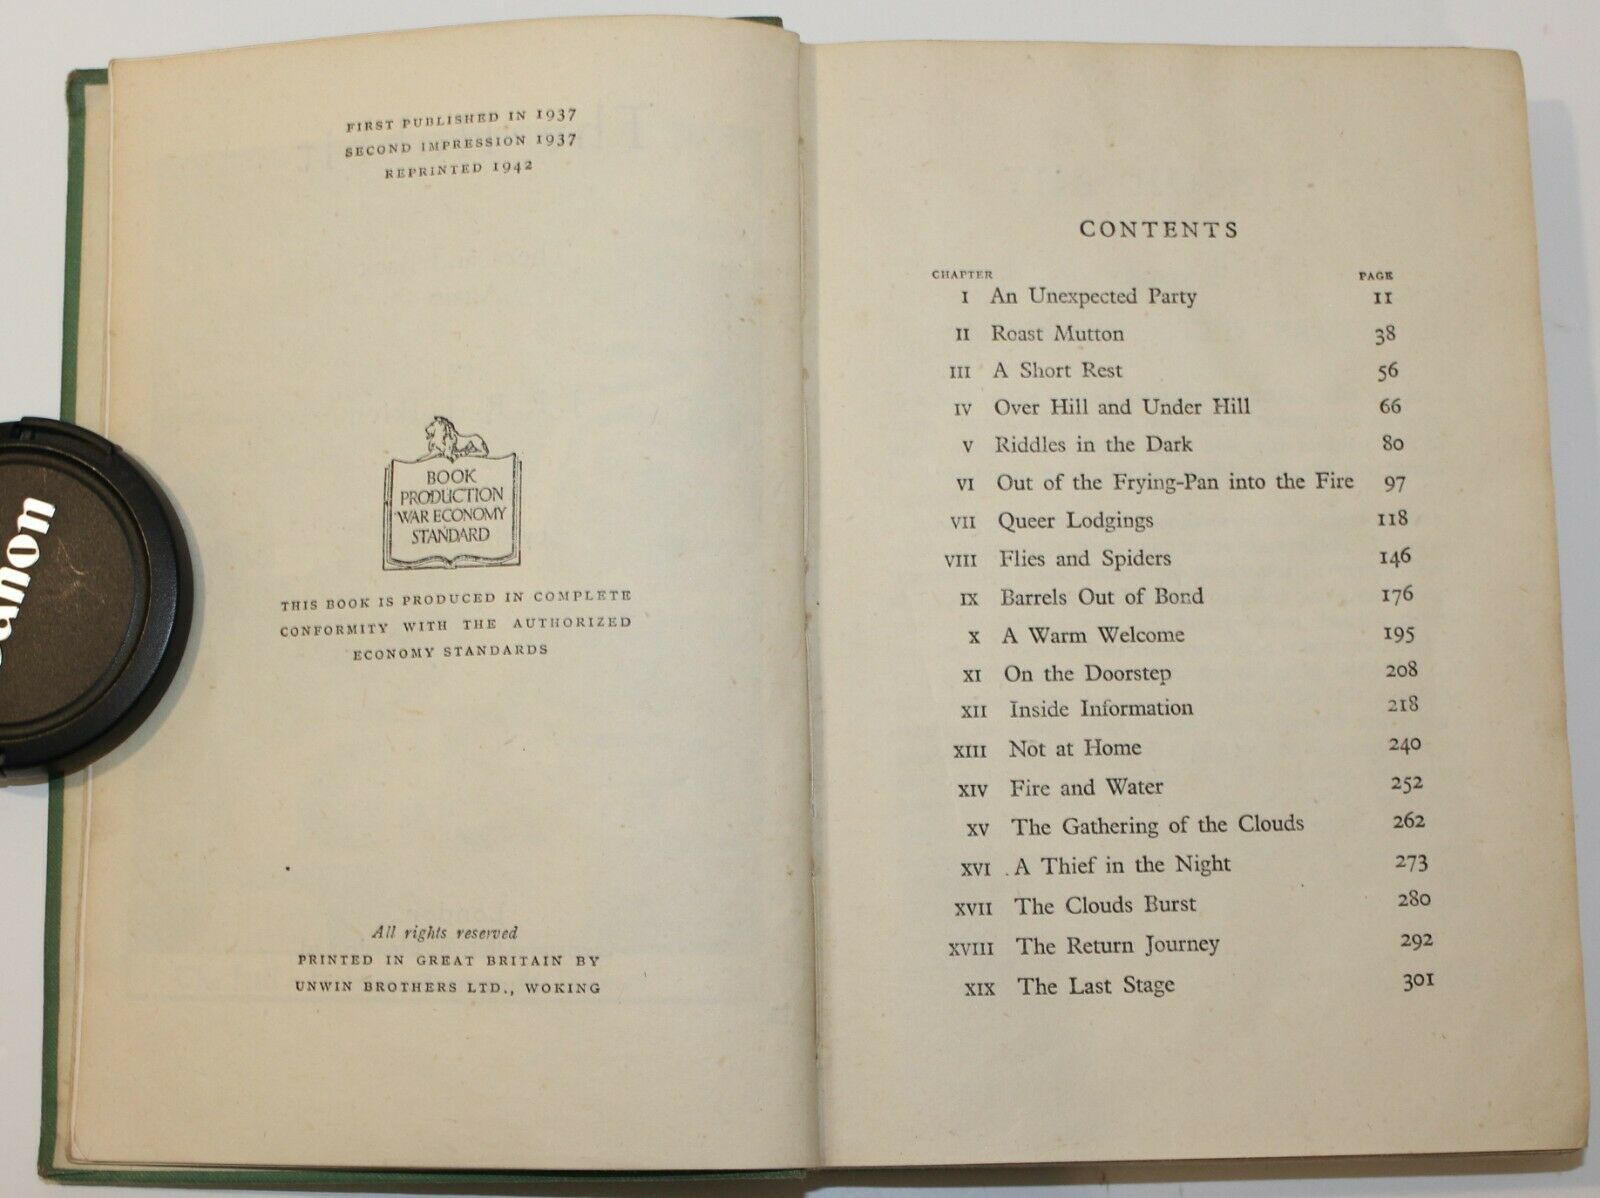 FIRST PUBLISHED IN 1937
SECOND IMPRESSION 1937
REPRINTED 1942
BOOK
PRODUCTION
WAR ECONOMY
STANDARD
THIS BOOK IS PRODUCED IN COMPLETE
CONFORMITY WITH THE AUTHORIZED
ECONOMY STANDARDS
All rights reserved
PRINTED IN GREAT BRITAIN BY
UNWIN BROTHERS LTD., WOKING
CONTENTS
CHAPTER PAGE
I An Unexpected Party 11
II Roast Mutton 38
III A Short Rest 56
IV Over Hill and Under Hill 66
V Riddles in the Dark 80
VI Out of the Frying-Pan into the Fire 97
VII Queer Lodgings 118
VIII Flies and Spiders 146
IX Barrels Out of Bond 176
X A Warm Welcome 195
XI On the Doorstep 208
XII Inside Information 218
XIII Not at Home 240
XIV Fire and Water 252
XV The Gathering of the Clouds 262
XVI A Thief in the Night 273
XVII The Clouds Burst 280
XVIII The Return Journey 292
XIX The Last Stage 301